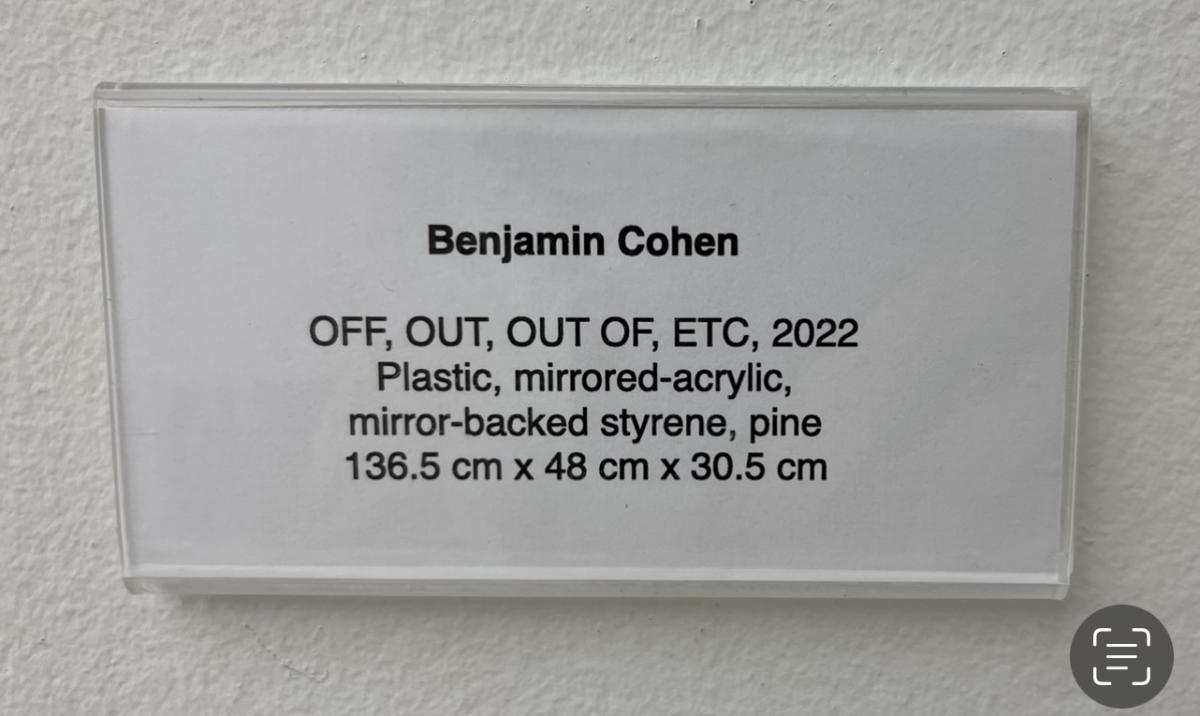 Benjamin Cohen
OFF, OUT, OUT OF, ETC, 2022
Plastic, mirrored-acrylic,
mirror-backed styrene, pine
136.5 cm x 48 cm x 30.5 cm